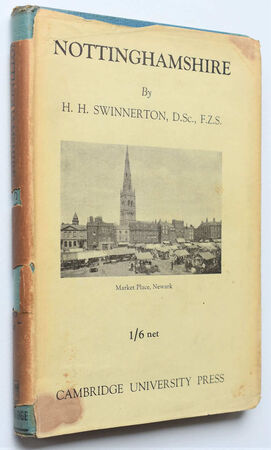 NOTTINGHAMSHIRE
By
H. H. SWINNERTON, D.Sc., F.Z.S.
Market Place, Newark
1/6 net
CAMBRIDGE UNIVERSITY PRESS